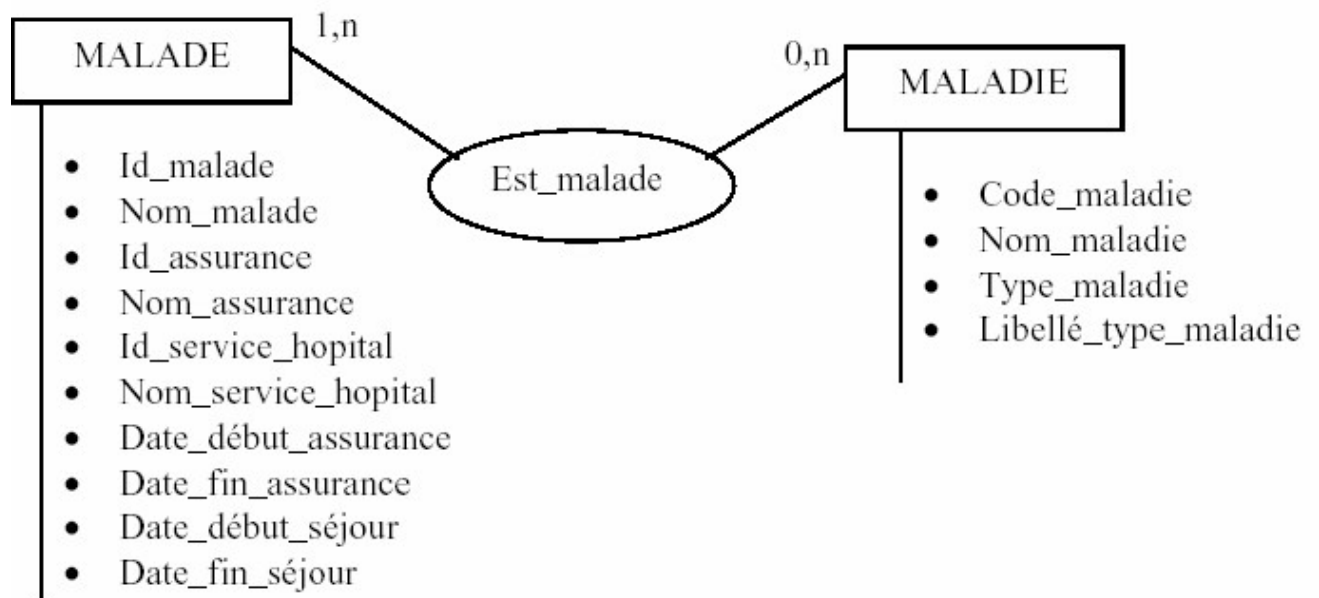 MALADE
1,n
Id_malade
Nom_malade
Id_assurance
Nom_assurance
Id_service_hopital
Nom_service_hopital
Date_début_assurance
Date_fin_assurance
Date_début_séjour
Date_fin_séjour
Est_malade
0,n
MALADIE
Code_maladie
Nom_maladie
Type_maladie
Libellé_type_maladie